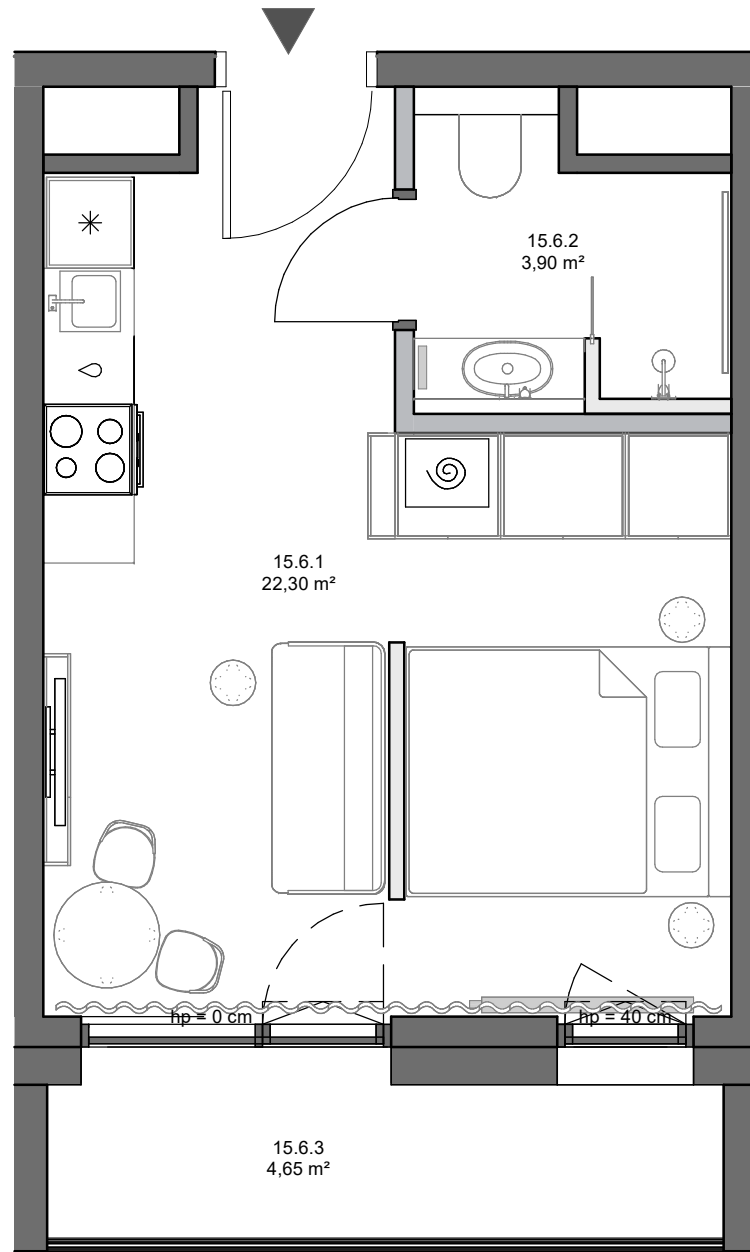 15.6.2
3,90 m²
15.6.1
22,30 m²
hp = 0 cm
hp = 40 cm
15.6.3
4,65 m²